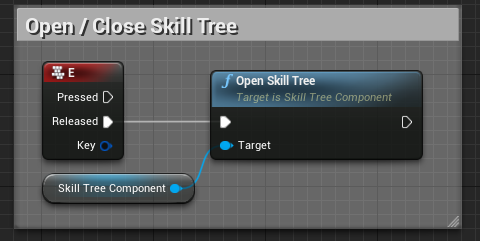 Open / Close Skill Tree
E
Pressed
Released
Key
Skill Tree Component
f Open Skill Tree
Target is Skill Tree Component
Target